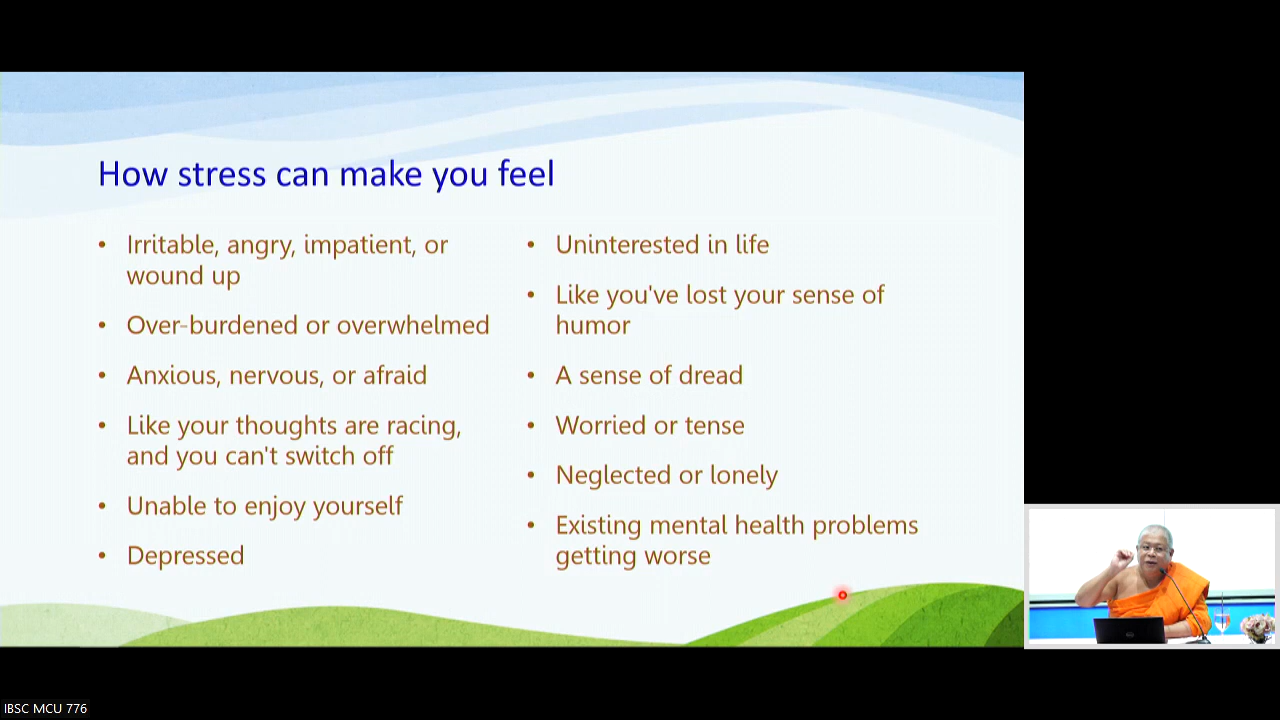 How stress can make you feel
• Irritable, angry, impatient, or
wound up
• Over-burdened or overwhelmed
• Anxious, nervous, or afraid
• Like your thoughts are racing,
and you can't switch off
• Unable to enjoy yourself
• Depressed
• Uninterested in life
• Like you've lost your sense of
humor
• A sense of dread
• Worried or tense
• Neglected or lonely
• Existing mental health problems
getting worse
IBSC MCU 776